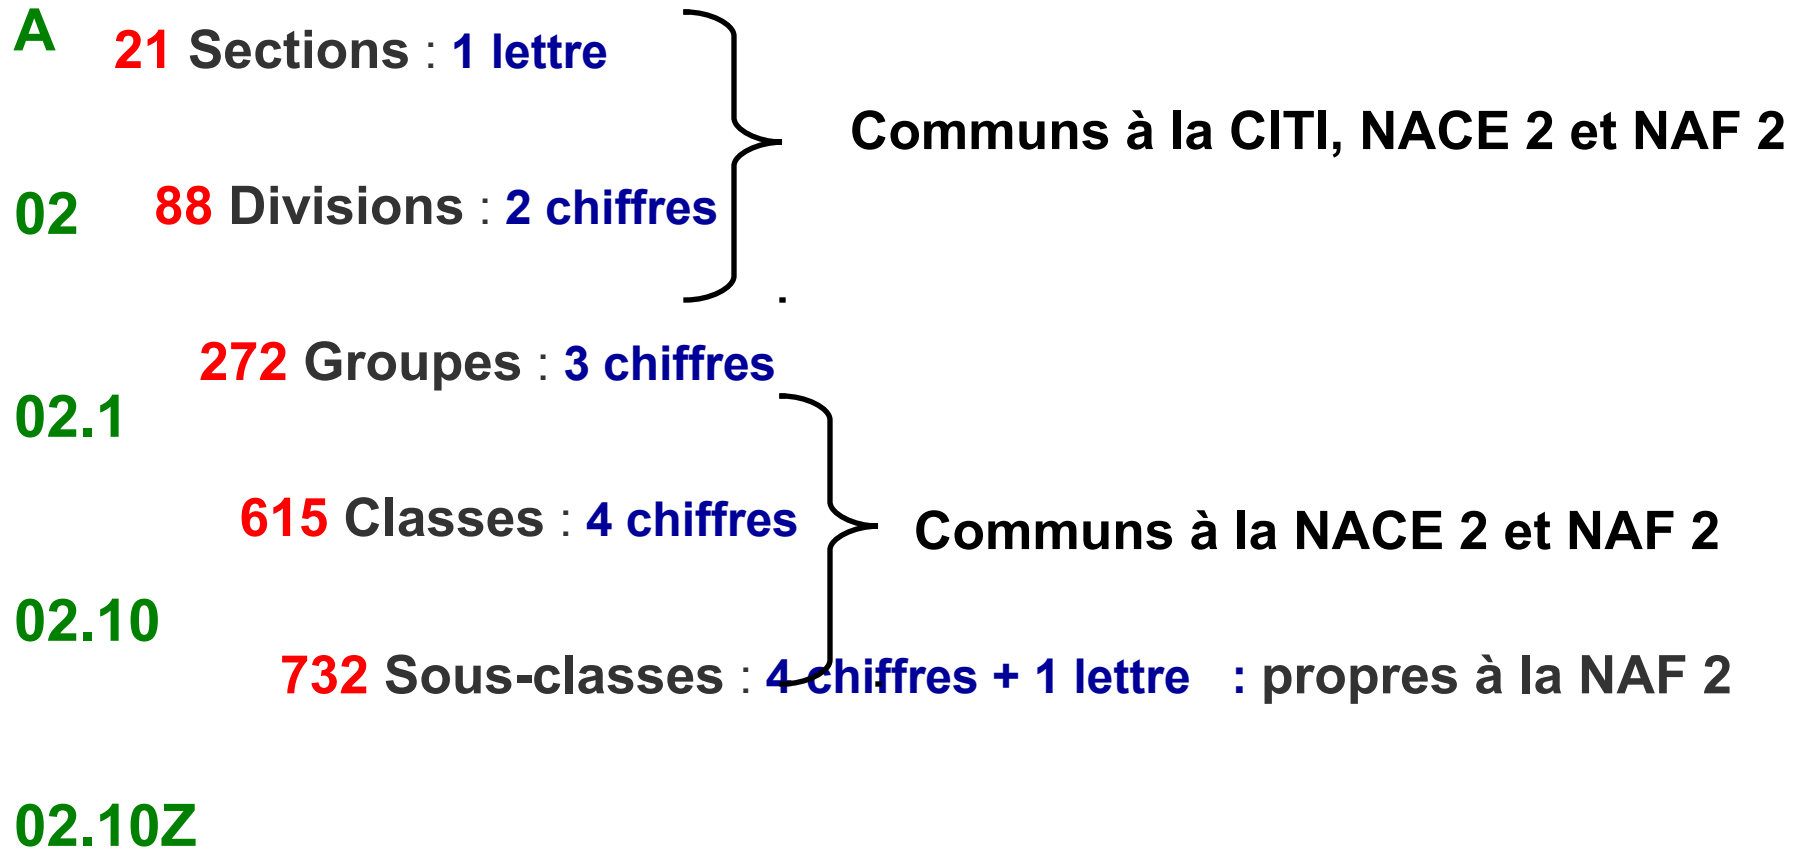 A
21 Sections : 1 lettre
Communs à la CITI, NACE 2 et NAF 2
02
88 Divisions : 2 chiffres
.
272 Groupes : 3 chiffres
02.1
615 Classes : 4 chiffres
Communs à la NACE 2 et NAF 2
02.10
732 Sous-classes : 4 chiffres + 1 lettre : propres à la NAF 2
02.10Z